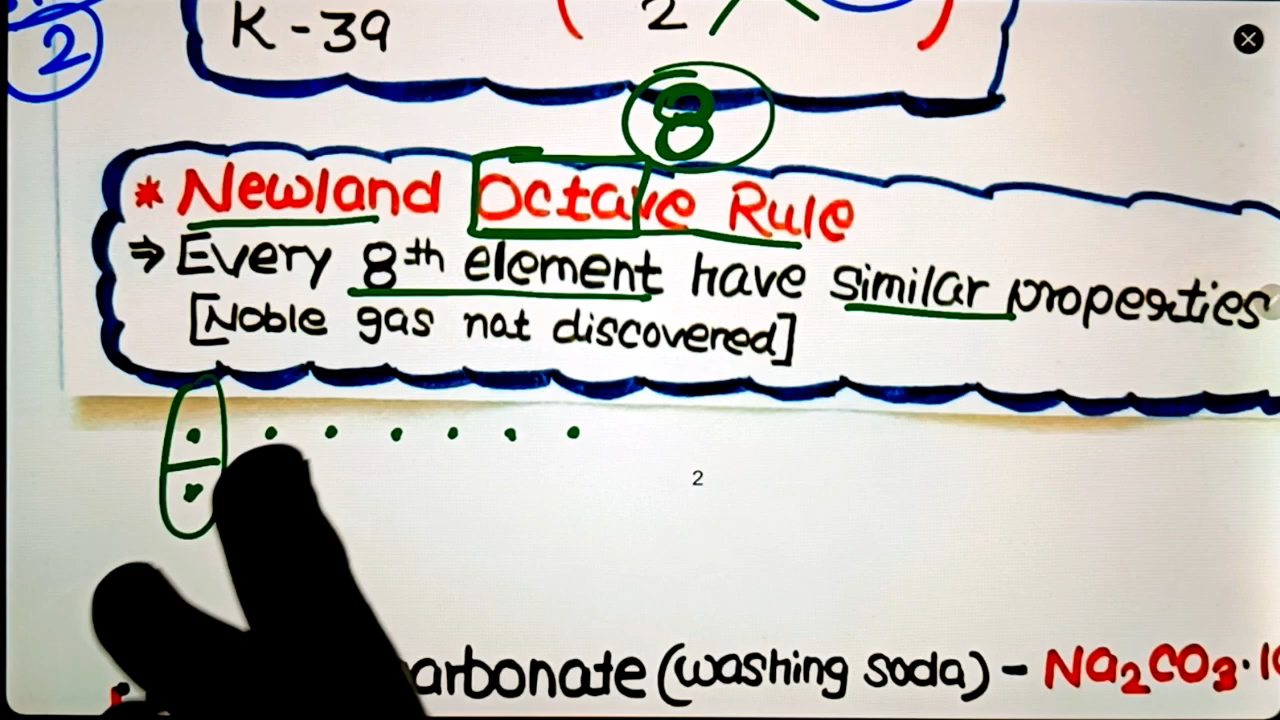 2
K - 39
2
8
* Newland Octave Rule
⇒ Every 8th element have similar properties
[Noble gas not discovered]
2
arbonate (washing soda) - Na₂CO₃·10